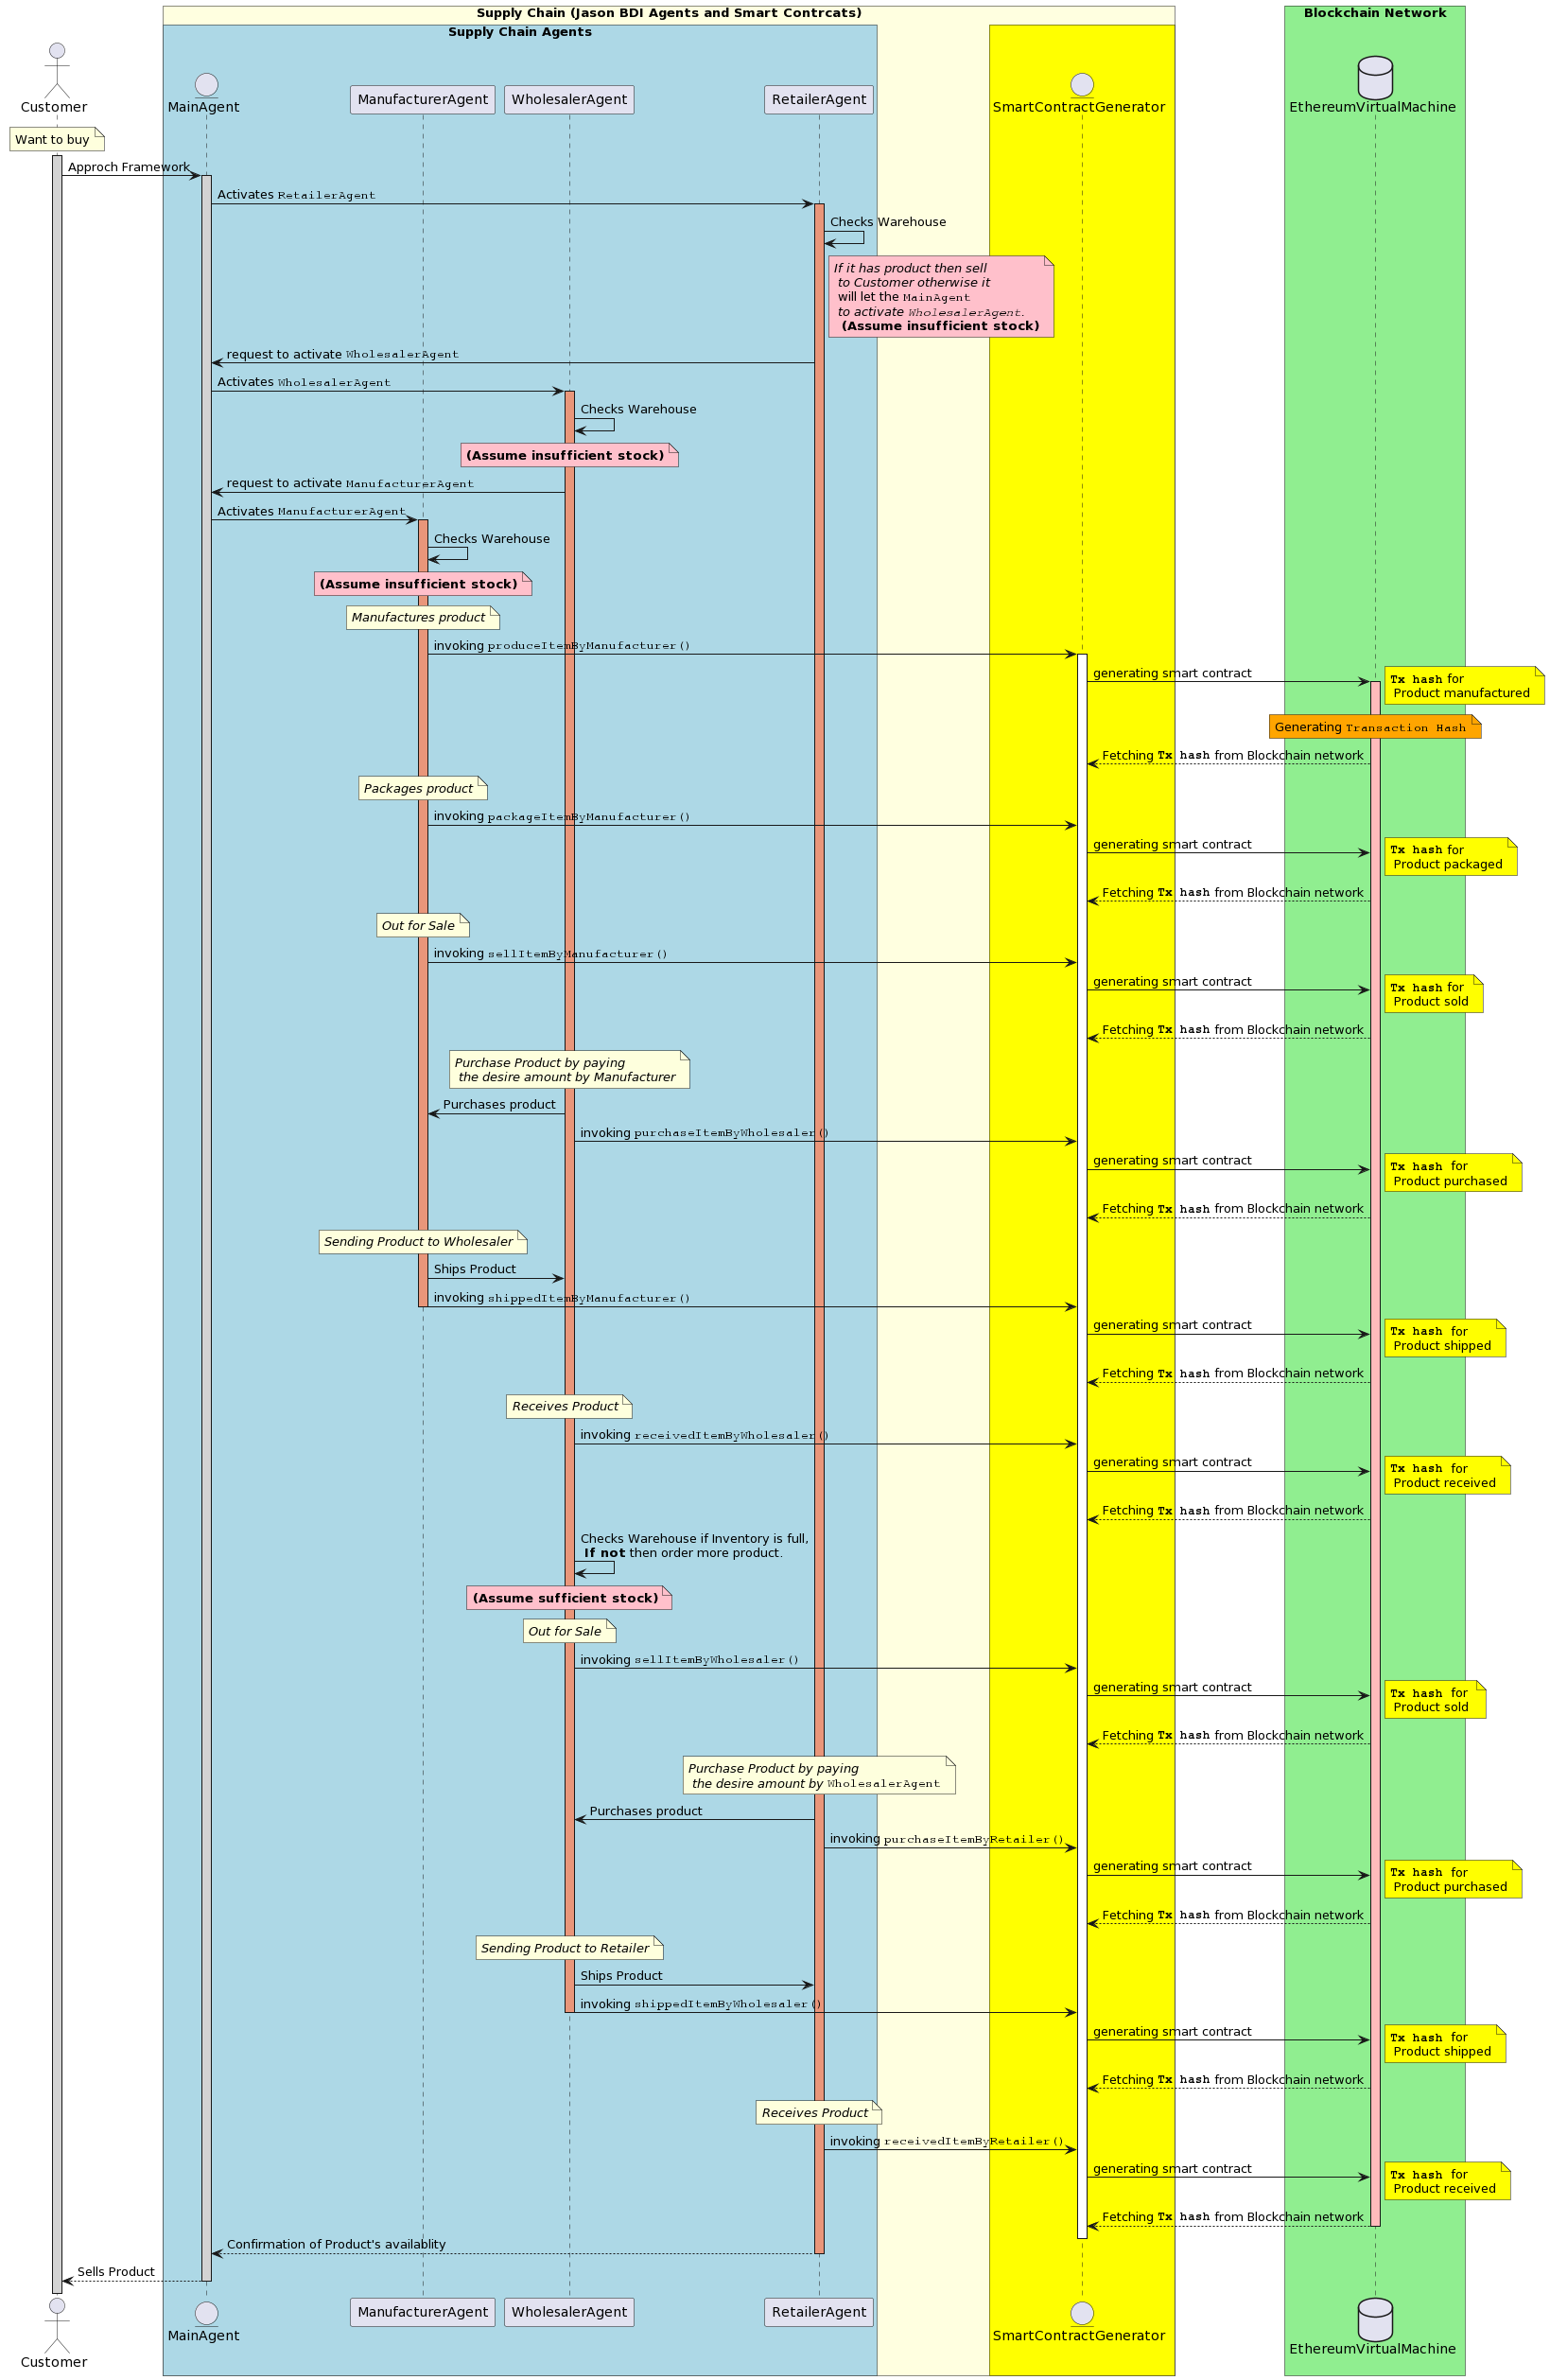 Supply Chain (Jason BDI Agents and Smart Contrcats)
Blockchain Network
Supply Chain Agents
Customer
MainAgent
ManufacturerAgent
WholesalerAgent
RetailerAgent
SmartContractGenerator
EthereumVirtualMachine
Want to buy
Approch Framework
Activates RetailerAgent
Checks Warehouse
If it has product then sell
to Customer otherwise it
will let the MainAgent
to activate WholesalerAgent.
(Assume insufficient stock)
request to activate WholesalerAgent
Activates WholesalerAgent
Checks Warehouse
(Assume insufficient stock)
request to activate ManufacturerAgent
Activates ManufacturerAgent
Checks Warehouse
(Assume insufficient stock)
Manufactures product
invoking produceItemByManufacturer()
generating smart contract
Tx hash for
Product manufactured
Generating Transaction Hash
Fetching Tx hash from Blockchain network
Packages product
invoking packageItemByManufacturer()
generating smart contract
Tx hash for
Product packaged
Fetching Tx hash from Blockchain network
Out for Sale
invoking sellItemByManufacturer()
generating smart contract
Tx hash for
Product sold
Fetching Tx hash from Blockchain network
Purchase Product by paying
the desire amount by Manufacturer
Purchases product
invoking purchaseItemByWholesaler()
generating smart contract
Tx hash for
Product purchased
Fetching Tx hash from Blockchain network
Sending Product to Wholesaler
Ships Product
invoking shippedItemByManufacturer()
generating smart contract
Tx hash for
Product shipped
Fetching Tx hash from Blockchain network
Receives Product
invoking receivedItemByWholesaler()
generating smart contract
Tx hash for
Product received
Fetching Tx hash from Blockchain network
Checks Warehouse if Inventory is full,
If not then order more product.
(Assume sufficient stock)
Out for Sale
invoking sellItemByWholesaler()
generating smart contract
Tx hash for
Product sold
Fetching Tx hash from Blockchain network
Purchase Product by paying
the desire amount by WholesalerAgent
Purchases product
invoking purchaseItemByRetailer()
generating smart contract
Tx hash for
Product purchased
Fetching Tx hash from Blockchain network
Sending Product to Retailer
Ships Product
invoking shippedItemByWholesaler()
generating smart contract
Tx hash for
Product shipped
Fetching Tx hash from Blockchain network
Receives Product
invoking receivedItemByRetailer()
generating smart contract
Tx hash for
Product received
Fetching Tx hash from Blockchain network
Confirmation of Product's availablity
Sells Product
Customer
MainAgent
ManufacturerAgent
WholesalerAgent
RetailerAgent
SmartContractGenerator
EthereumVirtualMachine